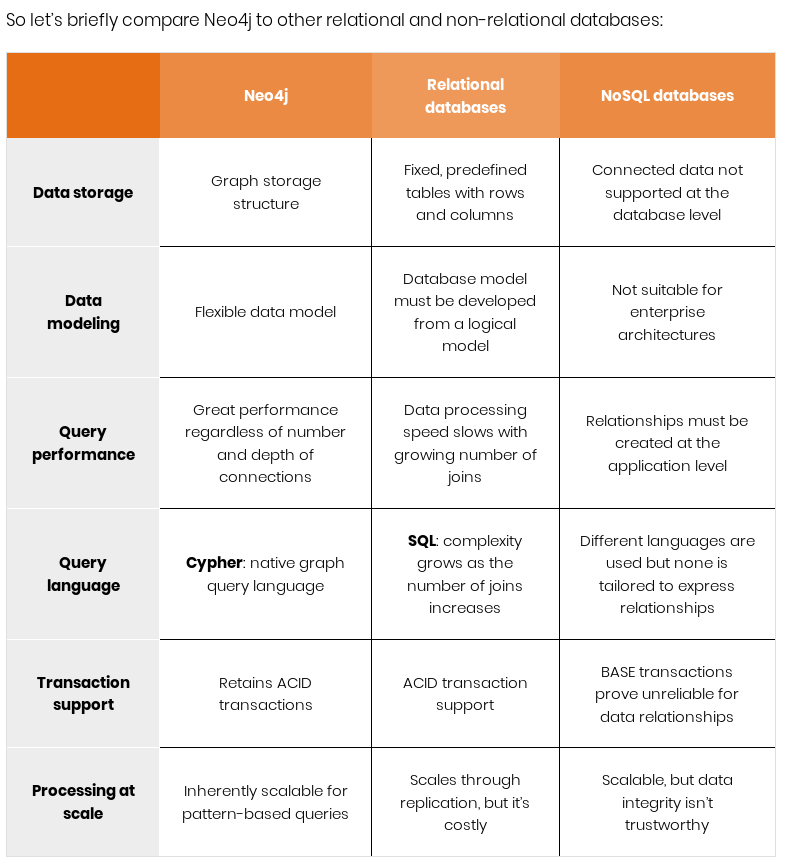 So let's briefly compare Neo4j to other relational and non-relational databases:
Neo4j
Relational
databases
NoSQL databases
Data storage
Graph storage
structure
Fixed, predefined
tables with rows
and columns
Connected data not
supported at the
database level
Data
modeling
Flexible data model
Database model
must be developed
from a logical
model
Not suitable for
enterprise
architectures
Query
performance
Great performance
regardless of number
and depth of
connections
Data processing
speed slows with
growing number of
joins
Relationships must be
created at the
application level
Query
language
Cypher: native graph
query language
SQL: complexity
grows as the
number of joins
increases
Different languages are
used but none is
tailored to express
relationships
Transaction
support
Retains ACID
transactions
ACID transaction
support
BASE transactions
prove unreliable for
data relationships
Processing at
scale
Inherently scalable for
pattern-based queries
Scales through
replication, but it's
costly
Scalable, but data
integrity isn't
trustworthy